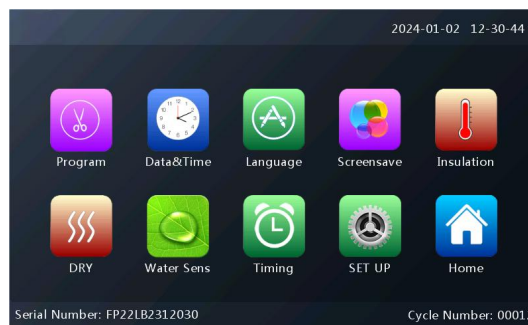 2024-01-02 12-30-44
Program Data&Time Language Screensave Insulation
DRY Water Sens Timing SET UP Home
Serial Number: FP22LB2312030 Cycle Number: 0001